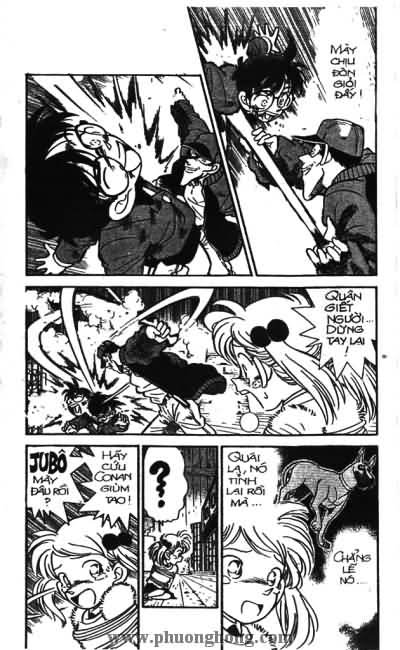 MÀY
CHỊU
ĐÒN
GIỎI
ĐẤY !
QUÂN
GIẾT
NGƯỜI...
DỪNG
TAY LẠI
!
QUÁI
LẠ, NÓ
TỈNH
LẠI RỒI
MÀ ...
CHẲNG
LẼ
NÓ ....
?
HÃY
CỨU
CONAN
GIÙM
TAO !
JUBÔ
MÀY
ĐÂU RỒI
?
www.phuonghong.com